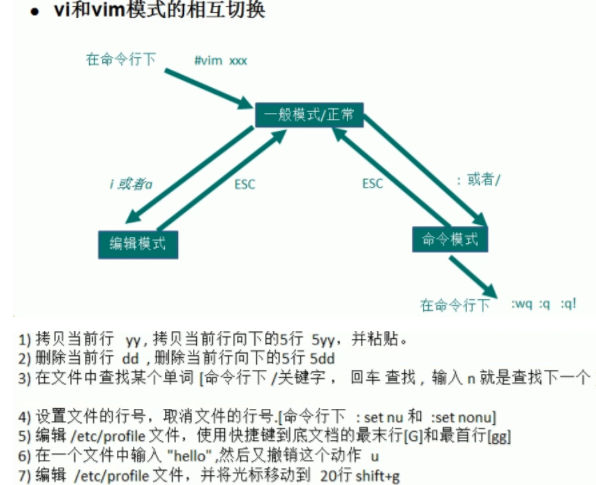 • vi和vim模式的相互切换
在命令行下 #vim xxx
一般模式/正常
i 或者a
ESC
ESC
: 或者/
编辑模式
命令模式
在命令行下 :wq :q :q!
1) 拷贝当前行 yy , 拷贝当前行向下的5行 5yy，并粘贴。
2) 删除当前行 dd , 删除当前行向下的5行 5dd
3) 在文件中查找某个单词 [命令行下 /关键字 ， 回车 查找 , 输入 n 就是查找下一个
4) 设置文件的行号，取消文件的行号.[命令行下 : set nu 和 :set nonu]
5) 编辑 /etc/profile 文件，使用快捷键到底文档的最末行[G]和最首行[gg]
6) 在一个文件中输入 "hello" ,然后又撤销这个动作 u
7) 编辑 /etc/profile 文件，并将光标移动到 20行 shift+g